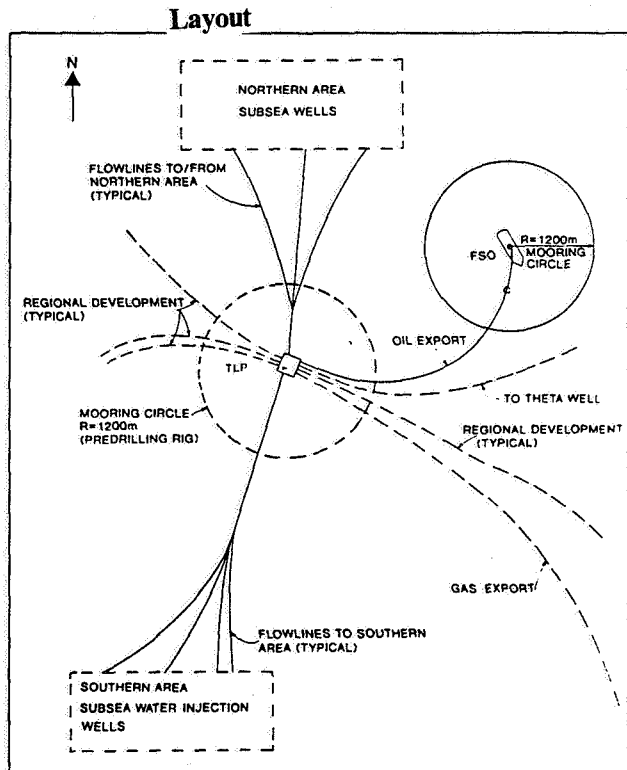 Layout
N
NORTHERN AREA
SUBSEA WELLS
FLOWLINES TO/FROM
NORTHERN AREA
(TYPICAL)
R=1200m
MOORING
CIRCLE
FSO
REGIONAL DEVELOPMENT
(TYPICAL)
OIL EXPORT
TLP
- TO THETA WELL
MOORING CIRCLE
R=1200m
(PREDRILLING RIG)
REGIONAL DEVELOPMENT
(TYPICAL)
GAS EXPORT
FLOWLINES TO SOUTHERN
AREA (TYPICAL)
SOUTHERN AREA
SUBSEA WATER INJECTION
WELLS